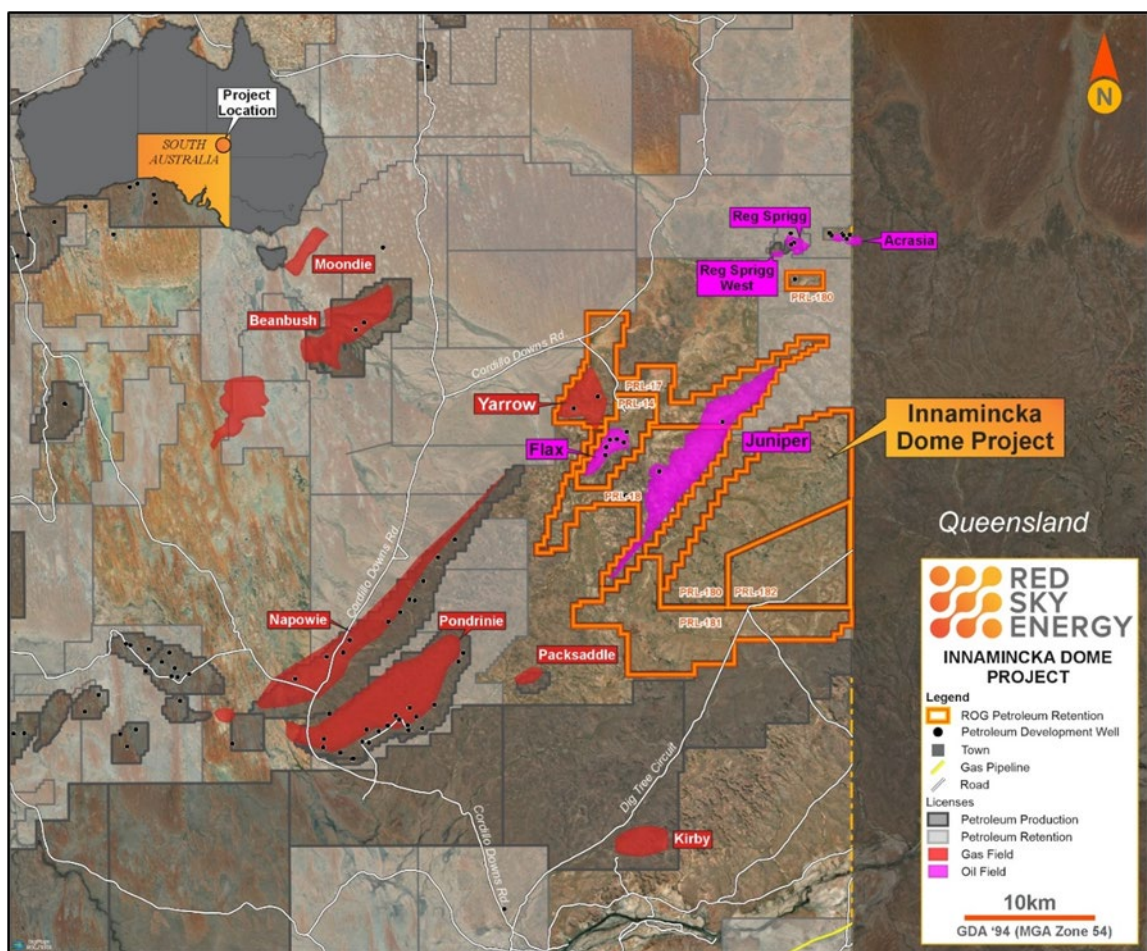 Project
Location
SOUTH
AUSTRALIA
N
Reg Sprigg
Acrasia
Reg Sprigg
West
PRL-180
Moondie
Beanbush
Cordillo Downs Rd.
PRL-17
PRL-14
Yarrow
Flax
Juniper
Innamincka
Dome Project
PRL-18
Queensland
Cordillo Downs Rd.
Napowie
Pondrinie
Packsaddle
PRL-180
PRL-182
PRL-181
Dig Tree Circuit
Kirby
Cordillo Downs Rd.
RED
SKY
ENERGY
INNAMINCKA DOME
PROJECT
Legend
ROG Petroleum Retention
Petroleum Development Well
Town
Gas Pipeline
Road
Licenses
Petroleum Production
Petroleum Retention
Gas Field
Oil Field
10km
GDA '94 (MGA Zone 54)